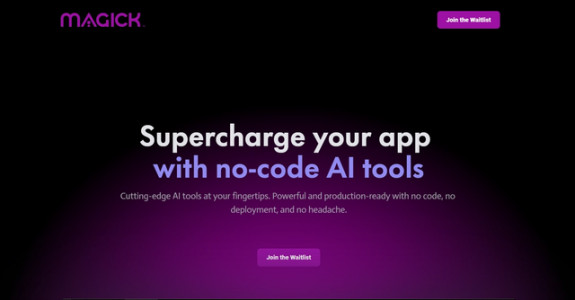 MAGICK
Join the Waitlist
Supercharge your app
with no-code AI tools
Cutting-edge AI tools at your fingertips. Powerful and production-ready with no code, no
deployment, and no headache.
Join the Waitlist